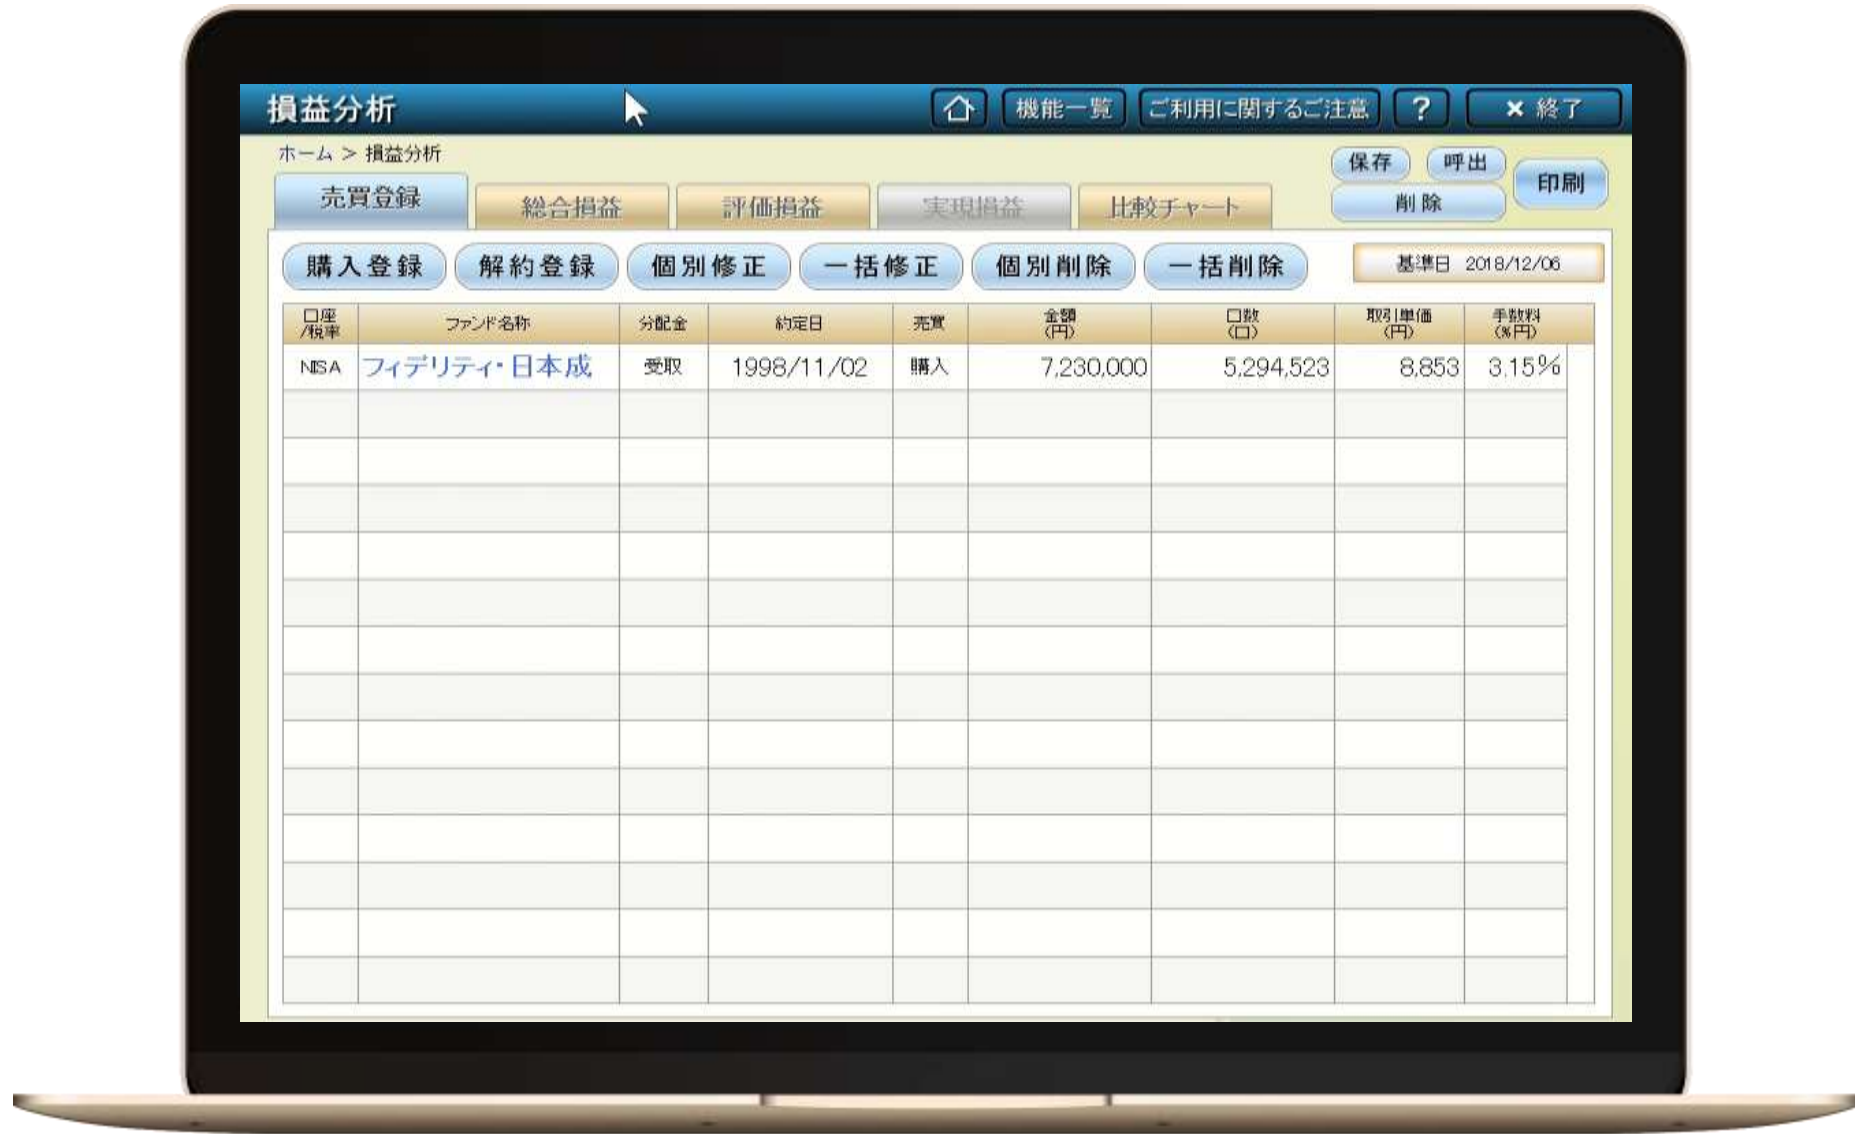 損益分析
機能一覧 ご利用に関するご注意 ? × 終了
ホーム > 損益分析
保存 呼出 印刷
売買登録 総合損益 評価損益 実現損益 比較チャート 削除
購入登録 解約登録 個別修正 一括修正 個別削除 一括削除 基準日 2018/12/06
口座/税率 ファンド名称 分配金 約定日 売買 金額(円) 口数(口) 取引単価(円) 手数料(%円)
NISA フィデリティ・日本成 受取 1998/11/02 購入 7,230,000 5,294,523 8,853 3.15%